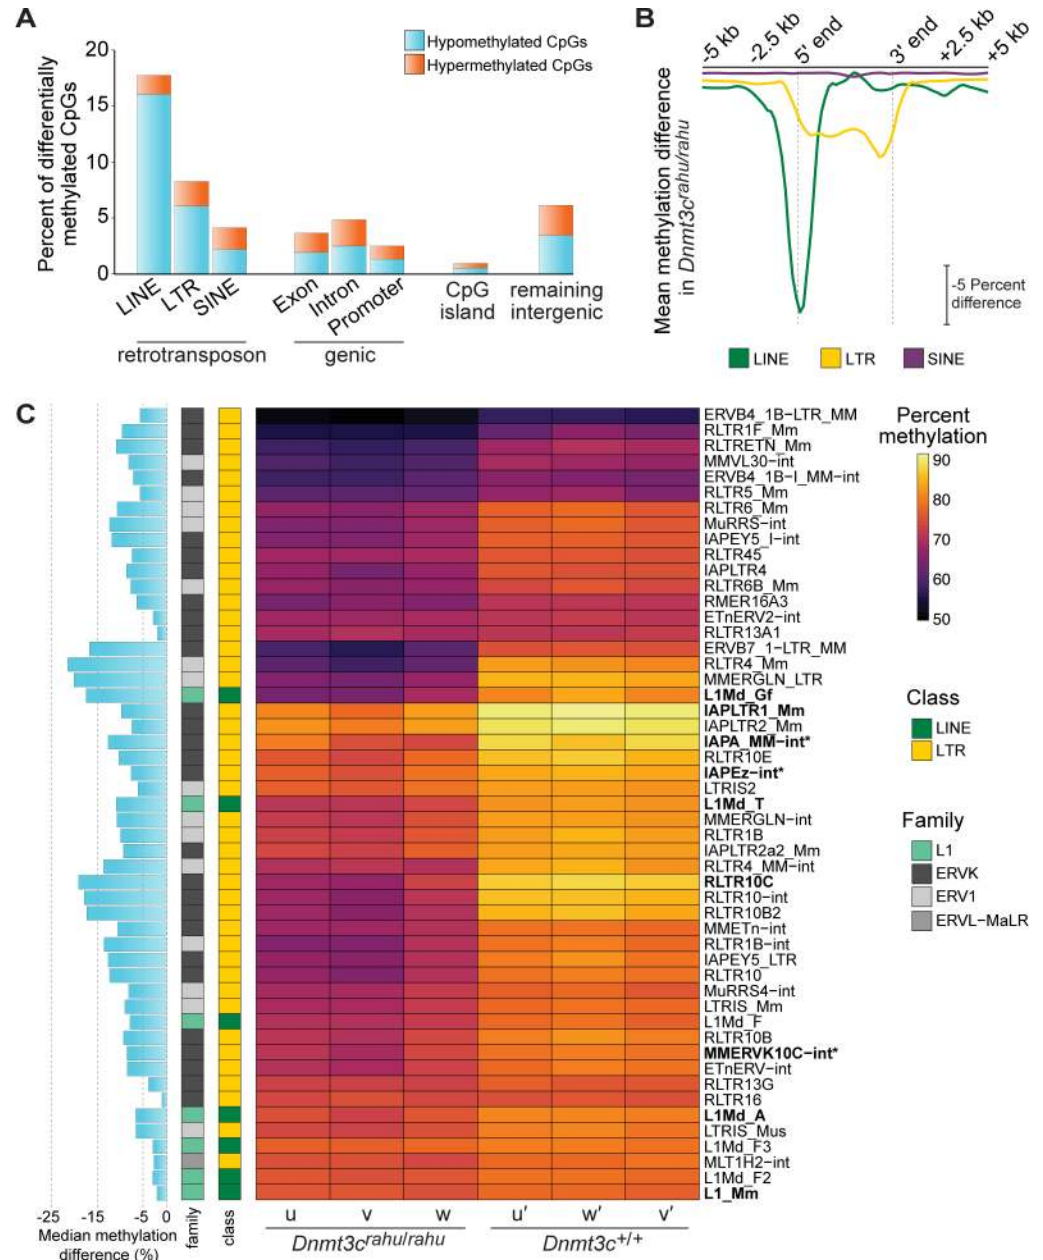 A
Percent of differentially
methylated CpGs
20
15
10
5
0
Hypomethylated CpGs
Hypermethylated CpGs
LINE
LTR
SINE
Exon
Intron
Promoter
CpG
island
remaining
intergenic
retrotransposon
genic
B
Mean methylation difference
in Dnmt3c^rahu/rahu
-5 kb
-2.5 kb
5' end
3' end
+2.5 kb
+5 kb
-5 Percent
difference
LINE
LTR
SINE
C
ERVB4_1B−LTR_MM
RLTR1F_Mm
RLTRETN_Mm
MMVL30−int
ERVB4_1B−I_MM−int
RLTR5_Mm
RLTR6_Mm
MuRRS−int
IAPEY5_I−int
RLTR45
IAPLTR4
RLTR6B_Mm
RMER16A3
ETnERV2−int
RLTR13A1
ERVB7_1−LTR_MM
RLTR4_Mm
MMERGLN_LTR
L1Md_Gf
IAPLTR1_Mm
IAPLTR2_Mm
IAPA_MM−int*
RLTR10E
IAPEz−int*
LTRIS2
L1Md_T
MMERGLN−int
RLTR1B
IAPLTR2a2_Mm
RLTR4_MM−int
RLTR10C
RLTR10−int
RLTR10B2
MMETn−int
RLTR1B−int
IAPEY5_LTR
RLTR10
MuRRS4−int
LTRIS_Mm
L1Md_F
RLTR10B
MMERVK10C−int*
ETnERV−int
RLTR13G
RLTR16
L1Md_A
LTRIS_Mus
L1Md_F3
MLT1H2−int
L1Md_F2
L1_Mm
-25
-15
-5
0
Median methylation
difference (%)
family
class
u
v
w
u′
w′
v′
Dnmt3c^rahu/rahu
Dnmt3c^+/+
Percent
methylation
90
80
70
60
50
Class
LINE
LTR
Family
L1
ERVK
ERV1
ERVL−MaLR